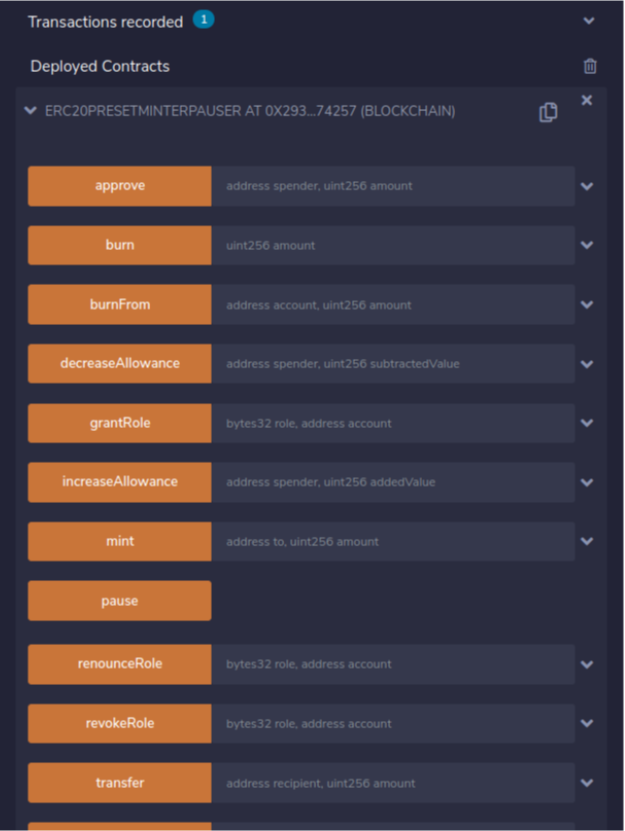 Transactions recorded 1
Deployed Contracts
ERC20PRESETMINTERPAUSER AT 0X293...74257 (BLOCKCHAIN)
approve address spender, uint256 amount
burn uint256 amount
burnFrom address account, uint256 amount
decreaseAllowance address spender, uint256 subtractedValue
grantRole bytes32 role, address account
increaseAllowance address spender, uint256 addedValue
mint address to, uint256 amount
pause
renounceRole bytes32 role, address account
revokeRole bytes32 role, address account
transfer address recipient, uint256 amount